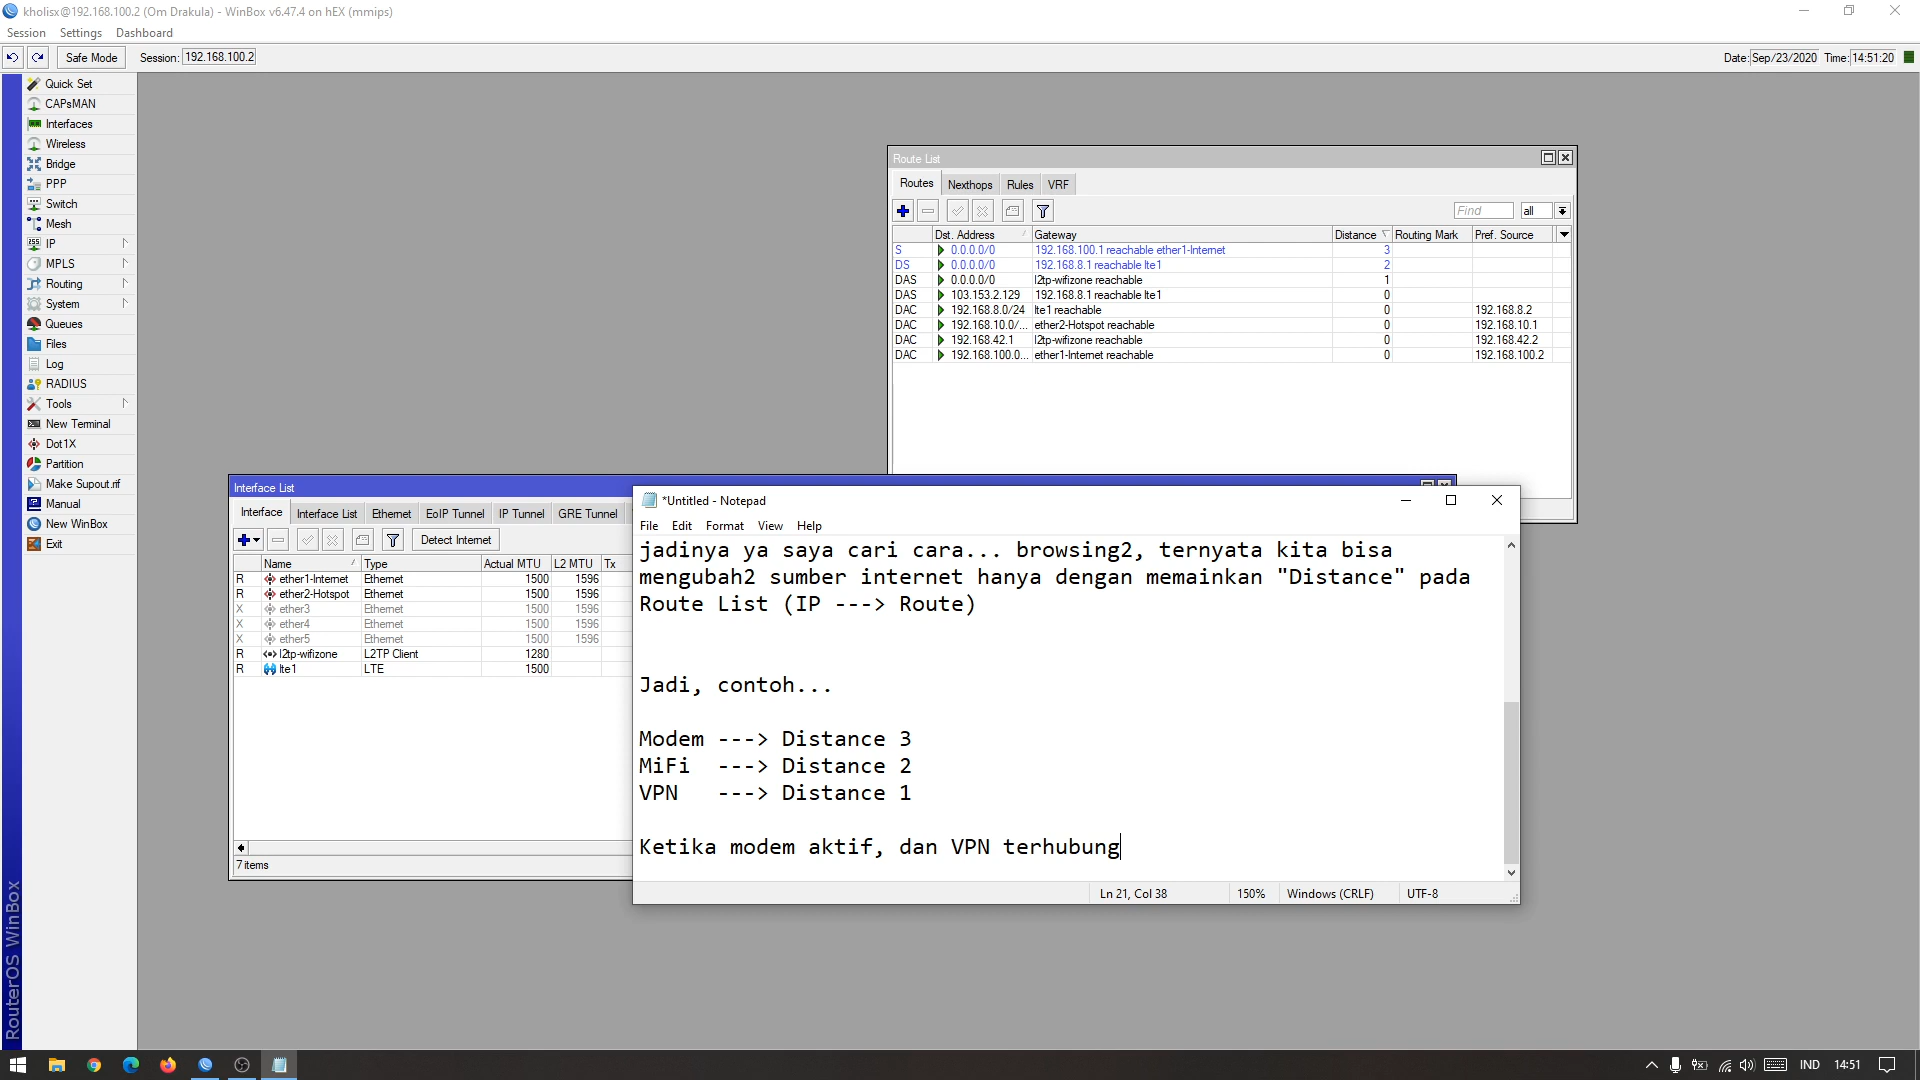 kholisx@192.168.100.2 (Om Drakula) - WinBox v6.47.4 on hEX (mmips)
Session Settings Dashboard
Safe Mode Session: 192.168.100.2 Date: Sep/23/2020 Time: 14:51:20
Quick Set
CAPsMAN
Interfaces
Wireless
Bridge
PPP
Switch
Mesh
IP
MPLS
Routing
System
Queues
Files
Log
RADIUS
Tools
New Terminal
Dot1X
Partition
Make Supout.rif
Manual
New WinBox
Exit
RouterOS WinBox
Route List
Routes Nexthops Rules VRF
Find all
Dst. Address Gateway Distance Routing Mark Pref. Source
S 0.0.0.0/0 192.168.100.1 reachable ether1-Internet 3
DS 0.0.0.0/0 192.168.8.1 reachable lte1 2
DAS 0.0.0.0/0 l2tp-wifizone reachable 1
DAS 103.153.2.129 192.168.8.1 reachable lte1 0
DAC 192.168.8.0/24 lte1 reachable 0 192.168.8.2
DAC 192.168.10.0/... ether2-Hotspot reachable 0 192.168.10.1
DAC 192.168.42.1 l2tp-wifizone reachable 0 192.168.42.2
DAC 192.168.100.0... ether1-Internet reachable 0 192.168.100.2
Interface List
Interface Interface List Ethernet EoIP Tunnel IP Tunnel GRE Tunnel
Detect Internet
Name Type Actual MTU L2 MTU Tx
R ether1-Internet Ethernet 1500 1596
R ether2-Hotspot Ethernet 1500 1596
X ether3 Ethernet 1500 1596
X ether4 Ethernet 1500 1596
X ether5 Ethernet 1500 1596
R l2tp-wifizone L2TP Client 1280
R lte1 LTE 1500
7 items
*Untitled - Notepad
File Edit Format View Help
jadinya ya saya cari cara... browsing2, ternyata kita bisa
mengubah2 sumber internet hanya dengan memainkan "Distance" pada
Route List (IP ---> Route)
Jadi, contoh...
Modem ---> Distance 3
MiFi ---> Distance 2
VPN ---> Distance 1
Ketika modem aktif, dan VPN terhubung
Ln 21, Col 38 150% Windows (CRLF) UTF-8
IND 14:51